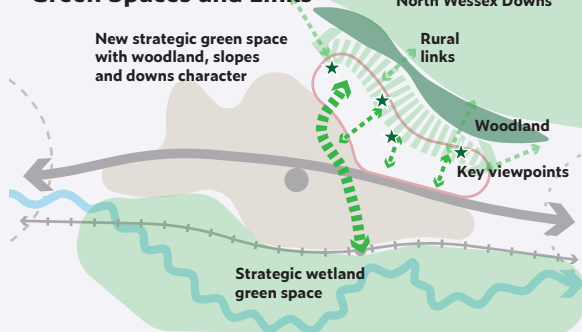 Green Spaces and Links
North Wessex Downs
New strategic green space
with woodland, slopes
and downs character
Rural
links
Woodland
Key viewpoints
Strategic wetland
green space